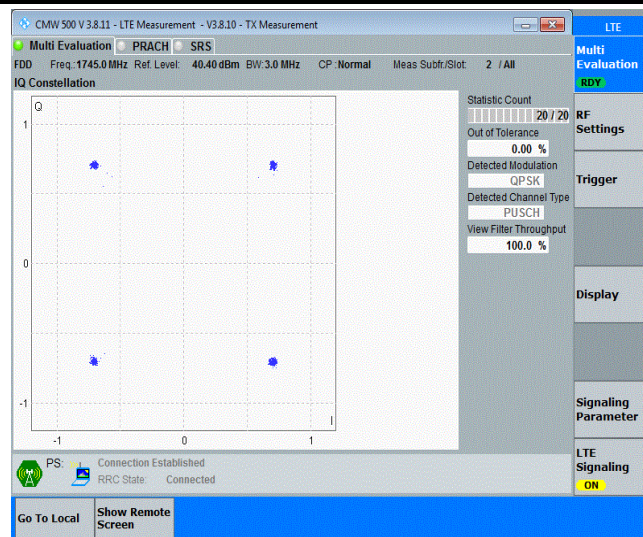 CMW 500 V 3.8.11 - LTE Measurement - V3.8.10 - TX Measurement
LTE
Multi Evaluation PRACH SRS
Multi
Evaluation
RDY
FDD Freq.:1745.0 MHz Ref. Level: 40.40 dBm BW:3.0 MHz CP :Normal Meas Subfr./Slot: 2 / All
IQ Constellation
Q
1
0
-1
-1
0
1
I
Statistic Count
20 / 20
Out of Tolerance
0.00 %
Detected Modulation
QPSK
Detected Channel Type
PUSCH
View Filter Throughput
100.0 %
RF
Settings
Trigger
Display
Signaling
Parameter
LTE
Signaling
ON
PS: Connection Established
RRC State: Connected
Go To Local
Show Remote
Screen